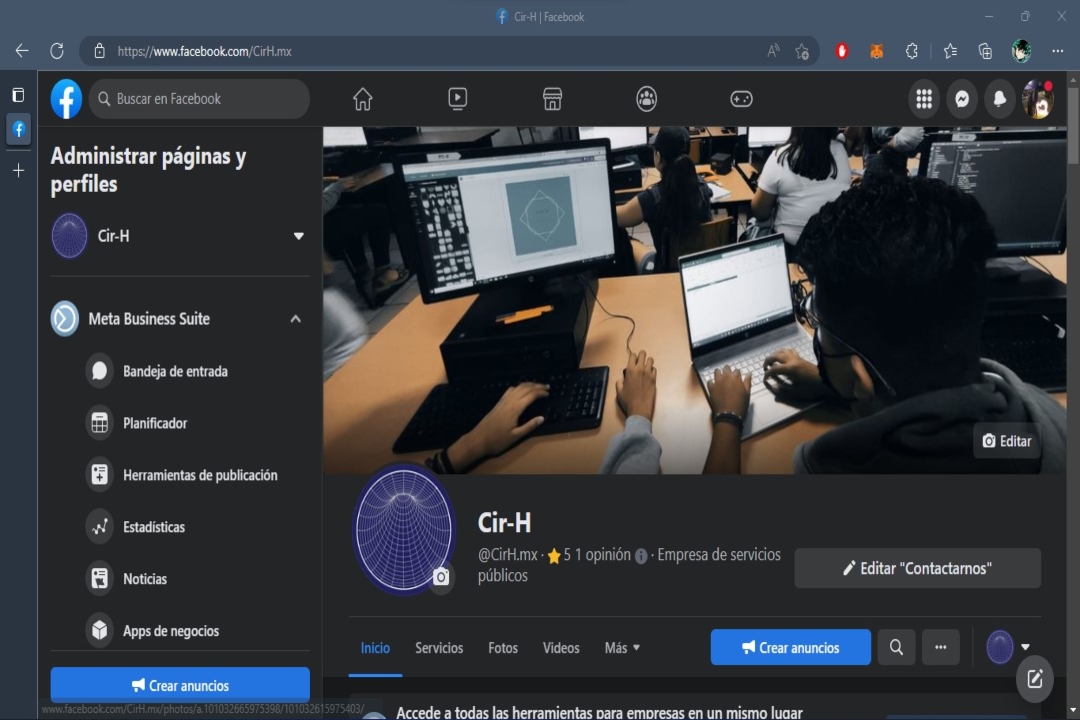 Cir-H | Facebook
https://www.facebook.com/CirH.mx
Buscar en Facebook
Administrar páginas y
perfiles
Cir-H
Meta Business Suite
Bandeja de entrada
Planificador
Herramientas de publicación
Estadísticas
Noticias
Apps de negocios
Crear anuncios
www.facebook.com/CirH.mx/photos/a.101032665975398/101032615975403/
Editar
Cir-H
@CirH.mx · 5 1 opinión · Empresa de servicios
públicos
Editar "Contactarnos"
Inicio Servicios Fotos Videos Más
Crear anuncios
Accede a todas las herramientas para empresas en un mismo lugar